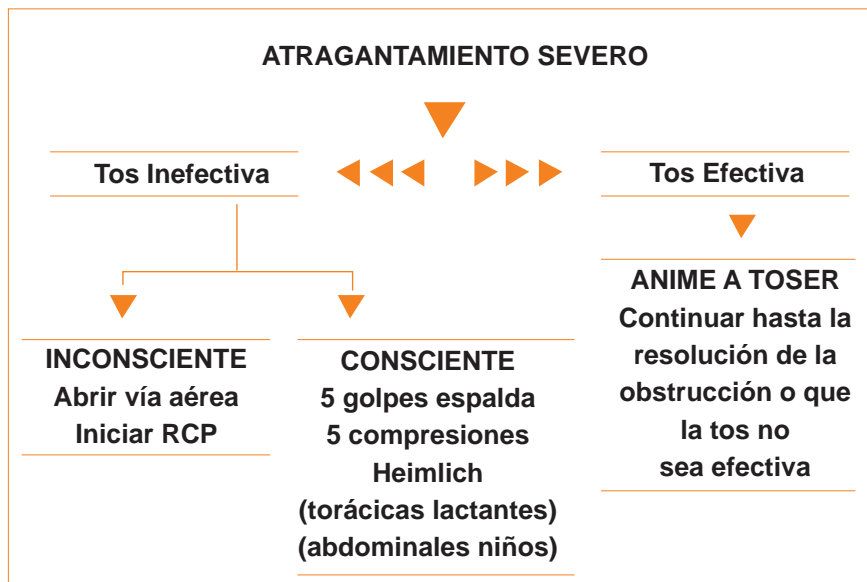 ATRAGANTAMIENTO SEVERO
Tos Inefectiva
Tos Efectiva
INCONSCIENTE
Abrir vía aérea
Iniciar RCP
CONSCIENTE
5 golpes espalda
5 compresiones
Heimlich
(torácicas lactantes)
(abdominales niños)
ANIME A TOSER
Continuar hasta la
resolución de la
obstrucción o que
la tos no
sea efectiva